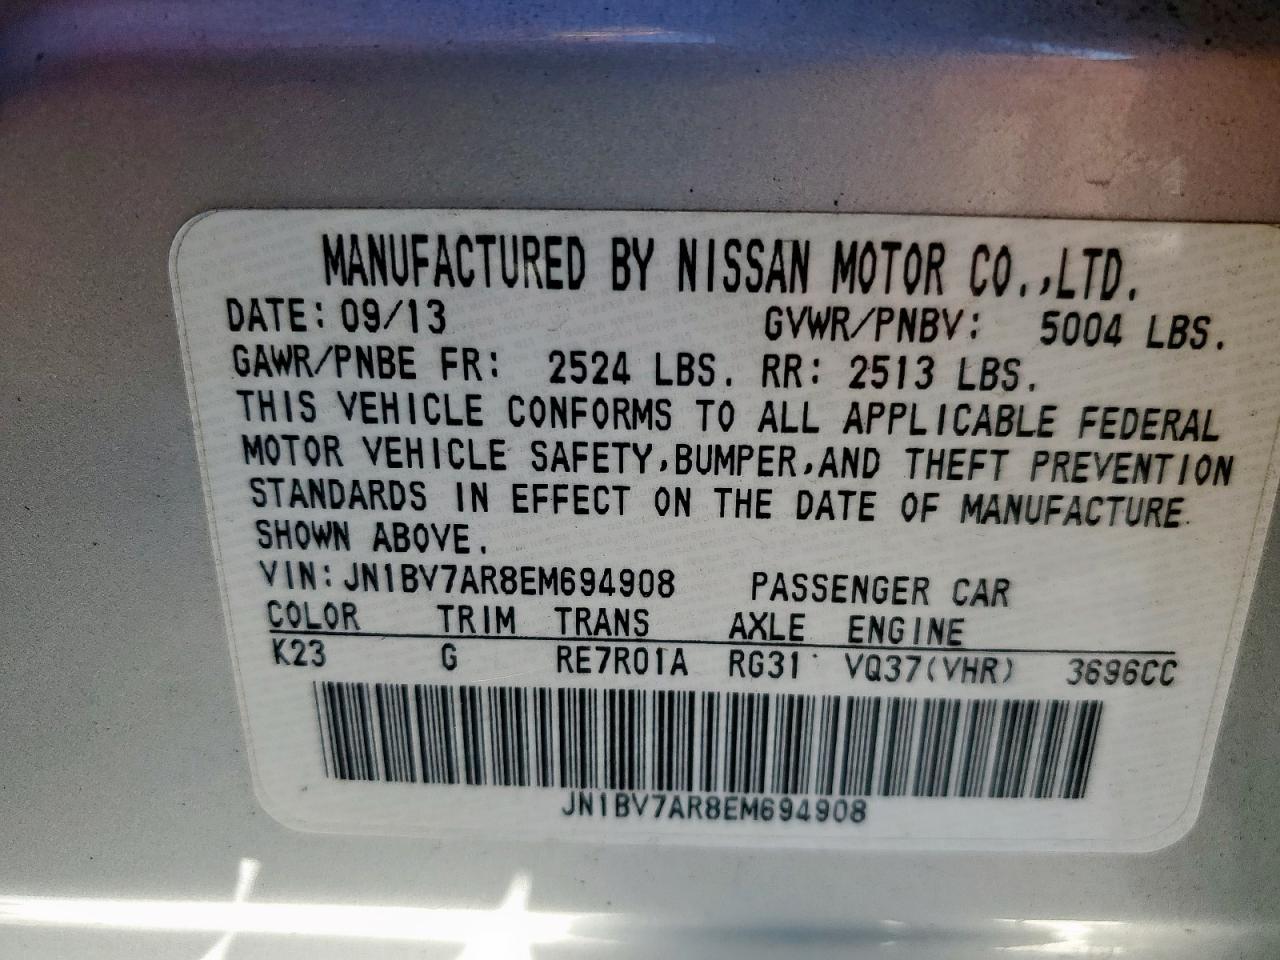 MANUFACTURED BY NISSAN MOTOR CO.,LTD.
DATE: 09/13 GVWR/PNBV: 5004 LBS.
GAWR/PNBE FR: 2524 LBS. RR: 2513 LBS.
THIS VEHICLE CONFORMS TO ALL APPLICABLE FEDERAL
MOTOR VEHICLE SAFETY,BUMPER,AND THEFT PREVENTION
STANDARDS IN EFFECT ON THE DATE OF MANUFACTURE
SHOWN ABOVE.
VIN: JN1BV7AR8EM694908 PASSENGER CAR
COLOR TRIM TRANS AXLE ENGINE
K23 G RE7R01A RG31 VQ37(VHR) 3696CC
JN1BV7AR8EM694908